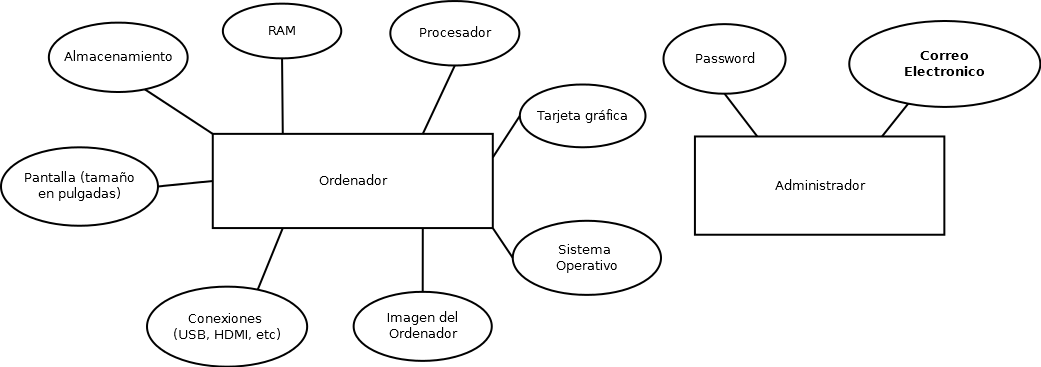 RAM
Procesador
Almacenamiento
Password
Correo
Electronico
Tarjeta gráfica
Pantalla (tamaño
en pulgadas)
Ordenador
Administrador
Sistema
Operativo
Conexiones
(USB, HDMI, etc)
Imagen del
Ordenador